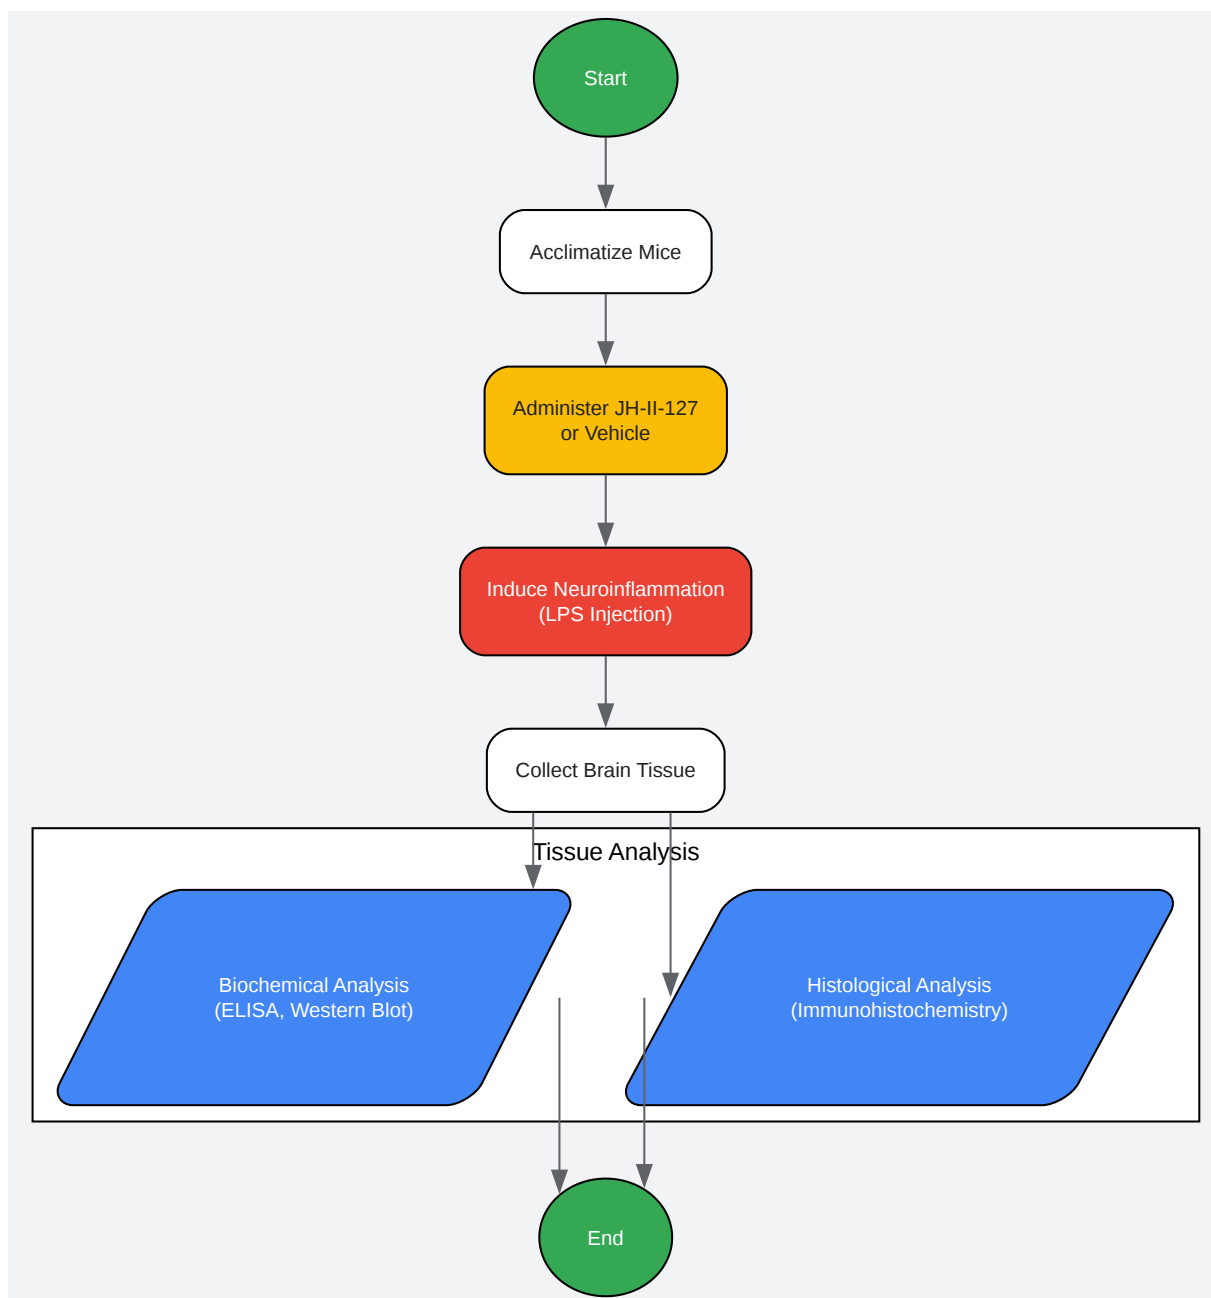 Start
Acclimatize Mice
Administer JH-II-127
or Vehicle
Induce Neuroinflammation
(LPS Injection)
Collect Brain Tissue
Tissue Analysis
Biochemical Analysis
(ELISA, Western Blot)
Histological Analysis
(Immunohistochemistry)
End